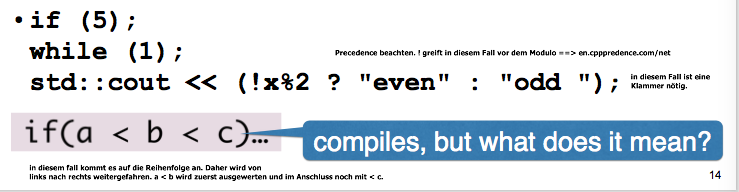 • if (5);
while (1);
Precedence beachten. ! greift in diesem Fall vor dem Modulo ==> en.cpppredence.com/net
std::cout << (!x%2 ? "even" : "odd ");
in diesem Fall ist eine
Klammer nötig.
if(a < b < c)…
compiles, but what does it mean?
in diesem fall kommt es auf die Reihenfolge an. Daher wird von
links nach rechts weitergefahren. a < b wird zuerst ausgewerten und im Anschluss noch mit < c.
14